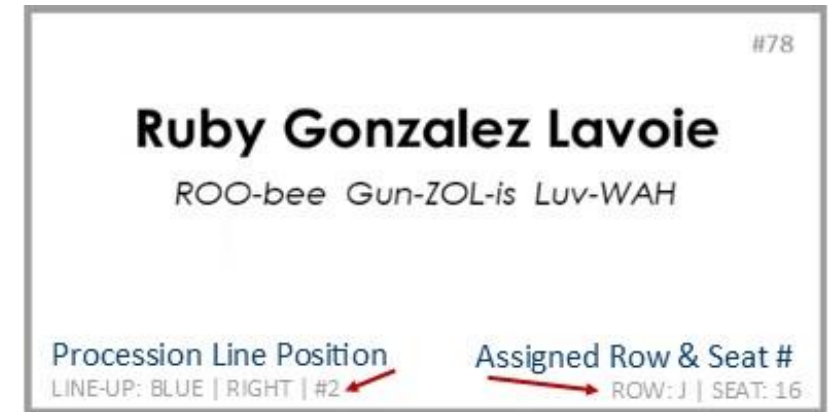 #78
Ruby Gonzalez Lavoie
ROO-bee Gun-ZOL-is Luv-WAH
Procession Line Position
Assigned Row & Seat #
LINE-UP: BLUE | RIGHT | #2
ROW: J | SEAT: 16